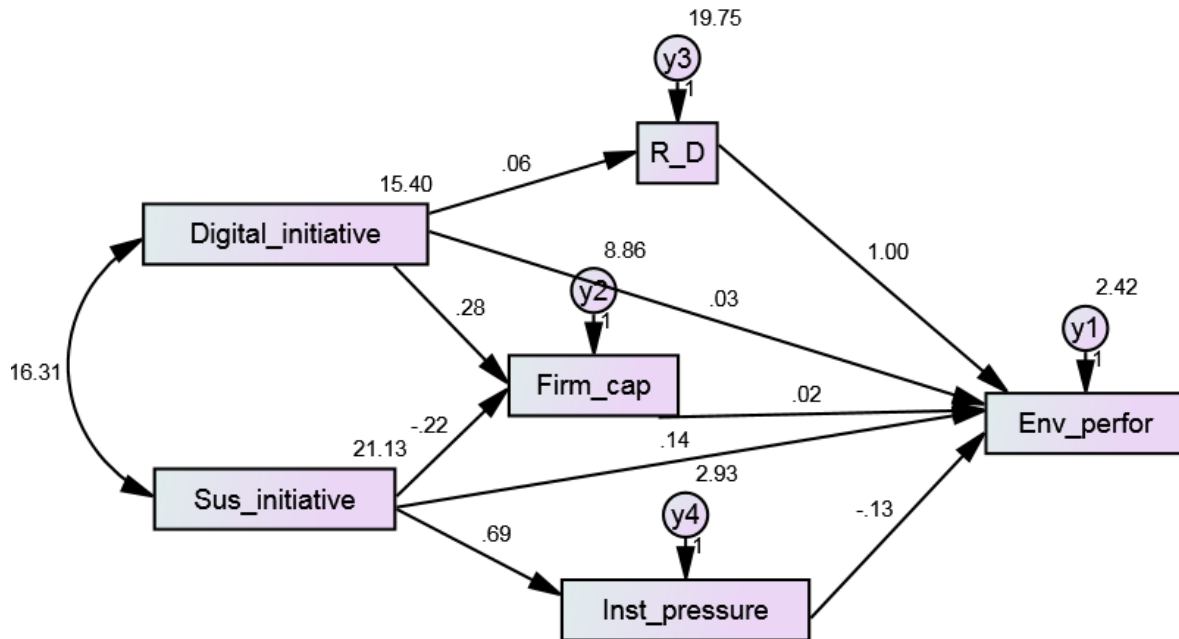 19.75
y3
1
R_D
.06
15.40
Digital_initiative
8.86
1.00
y2
.03
2.42
.28
1
y1
1
16.31
Firm_cap
.02
Env_perfor
-.22
.14
21.13
2.93
Sus_initiative
y4
-.13
.69
1
Inst_pressure